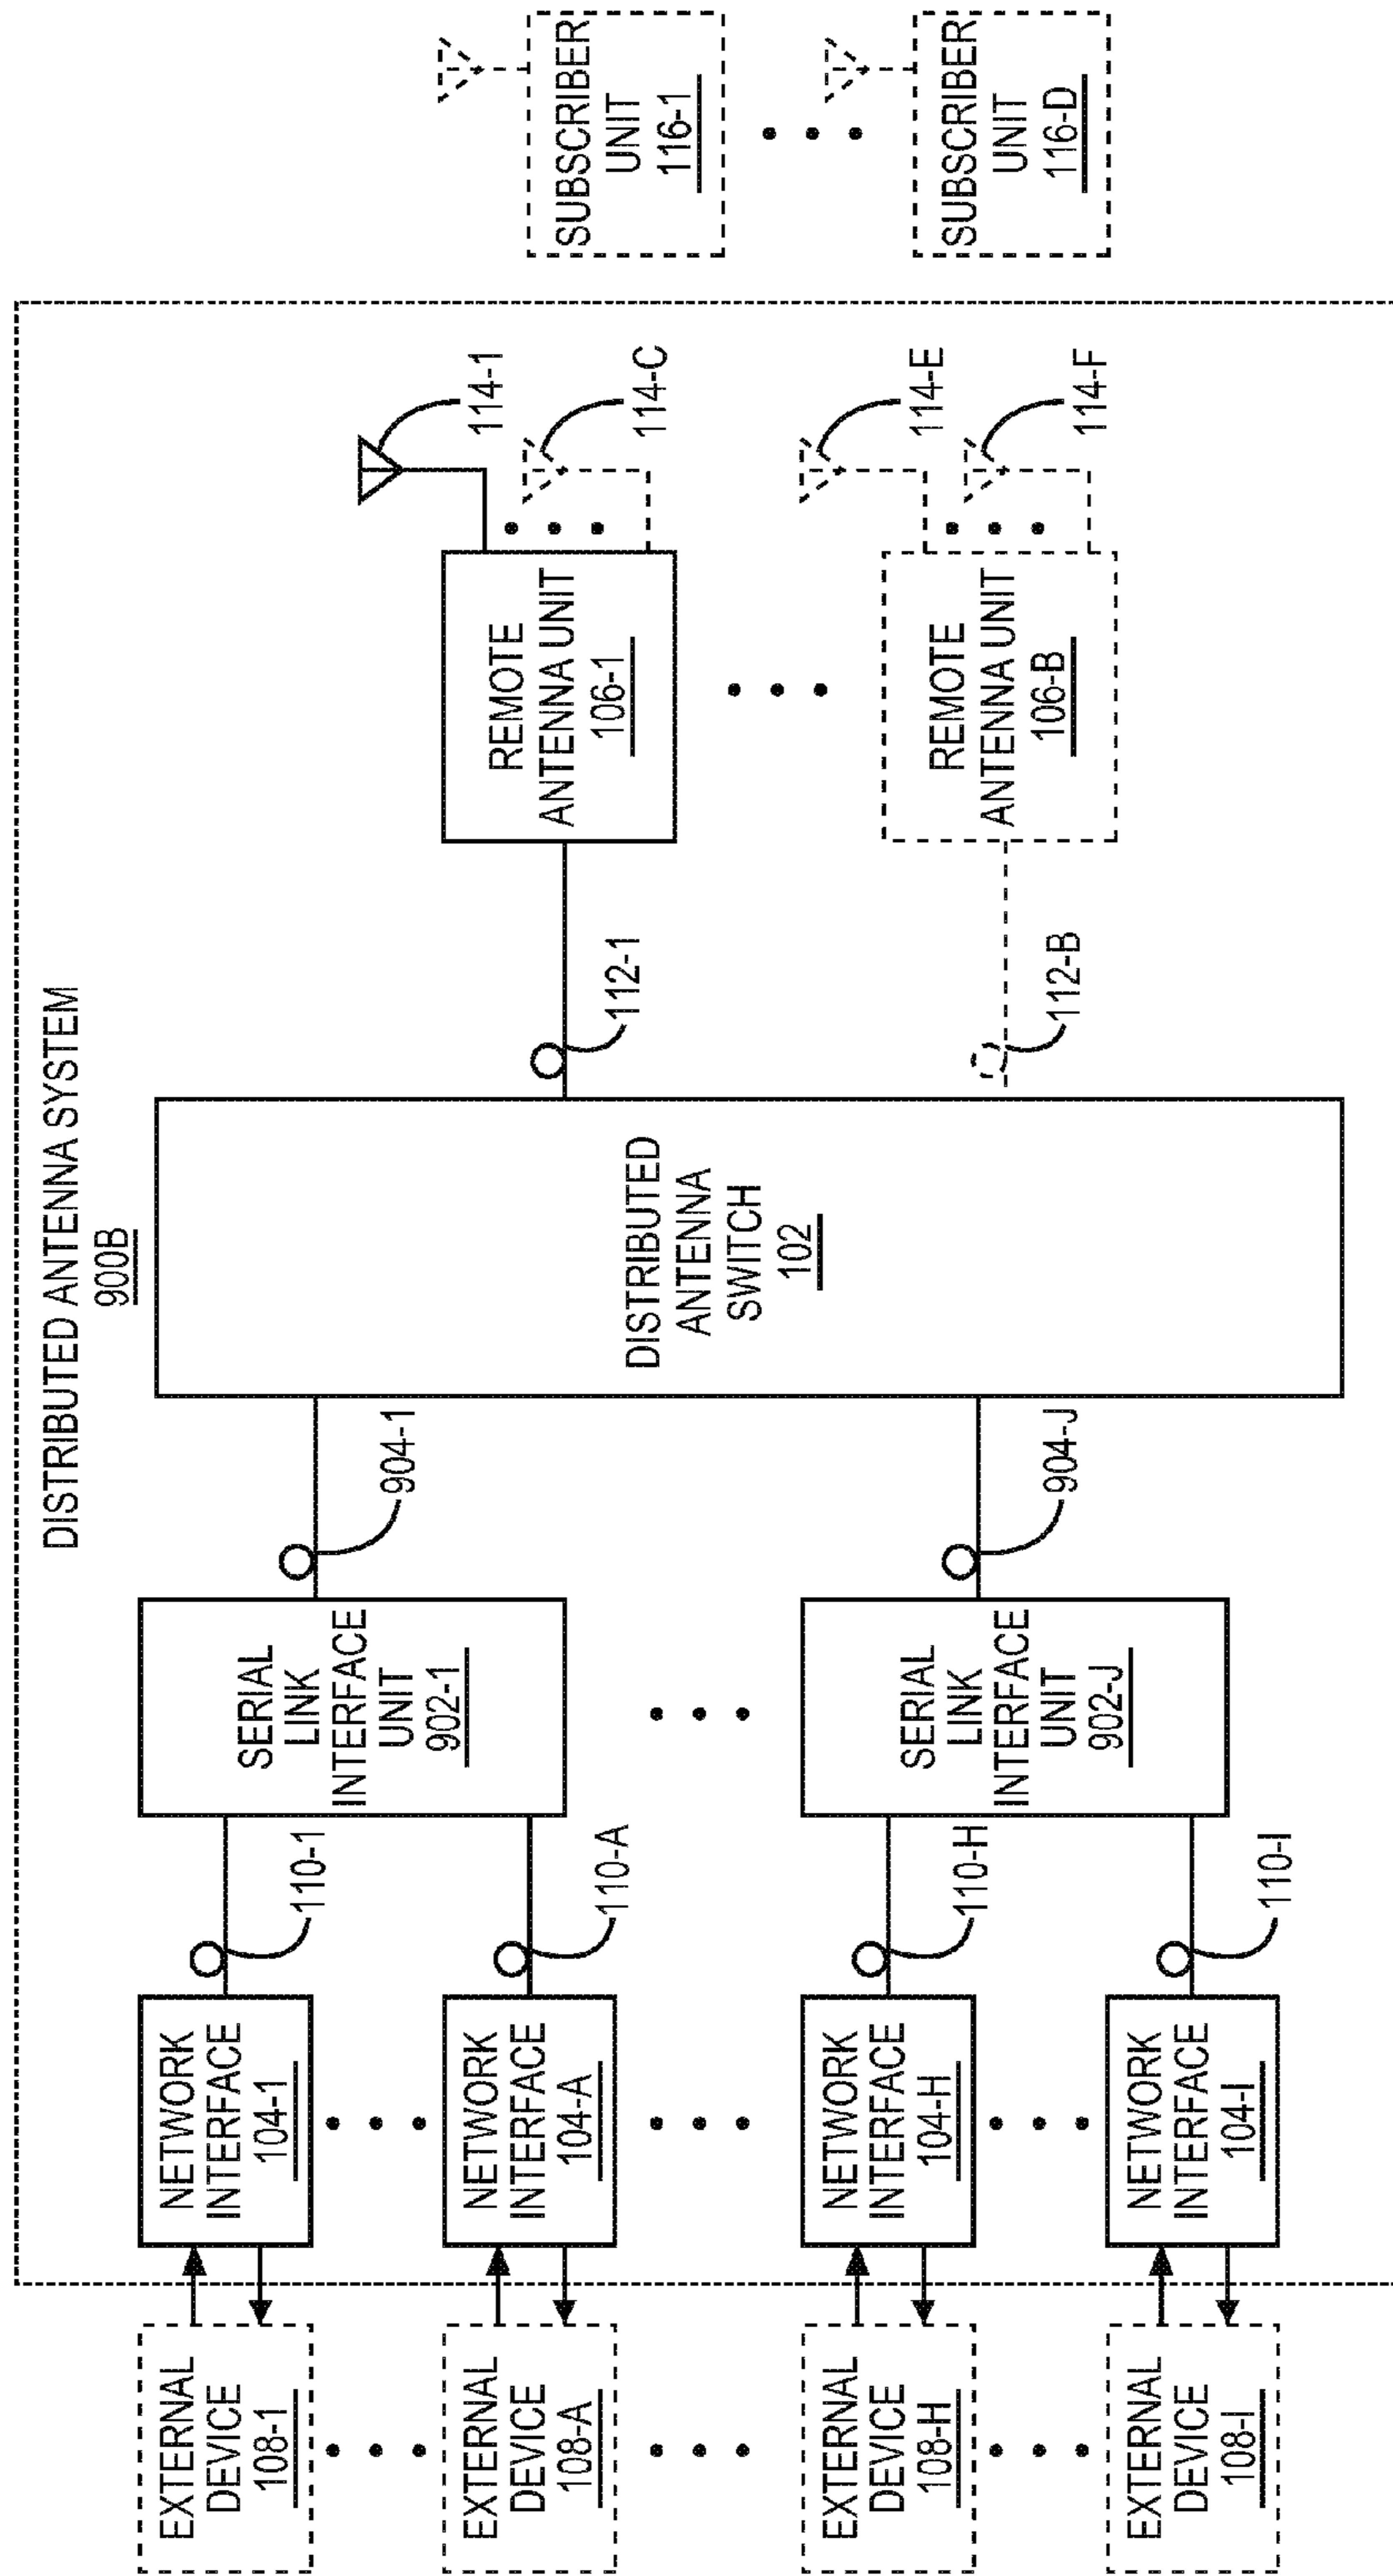 DISTRIBUTED ANTENNA SYSTEM
900B
EXTERNAL
DEVICE
108-1
EXTERNAL
DEVICE
108-A
EXTERNAL
DEVICE
108-H
EXTERNAL
DEVICE
108-I
NETWORK
INTERFACE
104-1
NETWORK
INTERFACE
104-A
NETWORK
INTERFACE
104-H
NETWORK
INTERFACE
104-I
110-1
110-A
110-H
110-I
SERIAL
LINK
INTERFACE
UNIT
902-1
SERIAL
LINK
INTERFACE
UNIT
902-J
904-1
904-J
DISTRIBUTED
ANTENNA
SWITCH
102
112-1
112-B
REMOTE
ANTENNA UNIT
106-1
REMOTE
ANTENNA UNIT
106-B
114-1
114-C
114-E
114-F
SUBSCRIBER
UNIT
116-1
SUBSCRIBER
UNIT
116-D